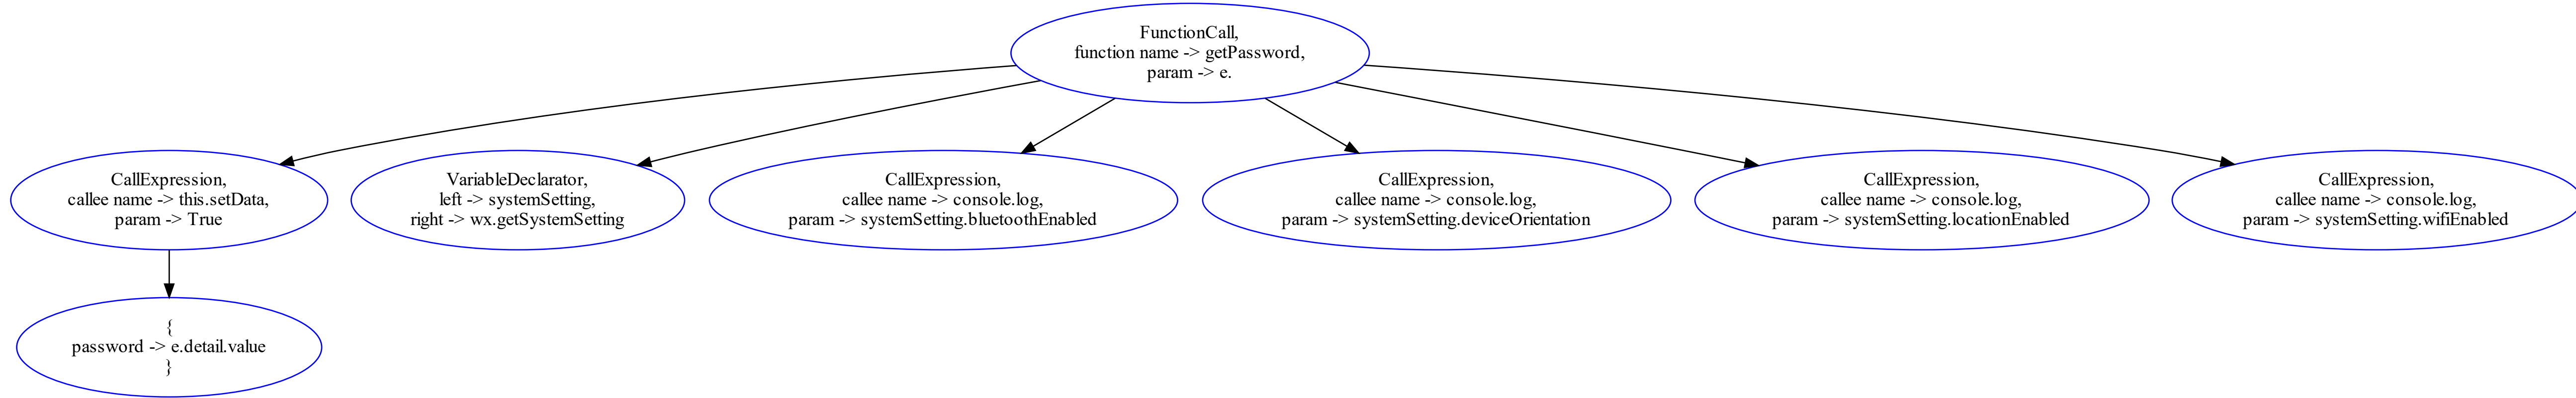 FunctionCall,
function name -> getPassword,
param -> e.
CallExpression,
callee name -> this.setData,
param -> True
VariableDeclarator,
left -> systemSetting,
right -> wx.getSystemSetting
CallExpression,
callee name -> console.log,
param -> systemSetting.bluetoothEnabled
CallExpression,
callee name -> console.log,
param -> systemSetting.deviceOrientation
CallExpression,
callee name -> console.log,
param -> systemSetting.locationEnabled
CallExpression,
callee name -> console.log,
param -> systemSetting.wifiEnabled
{
password -> e.detail.value
}